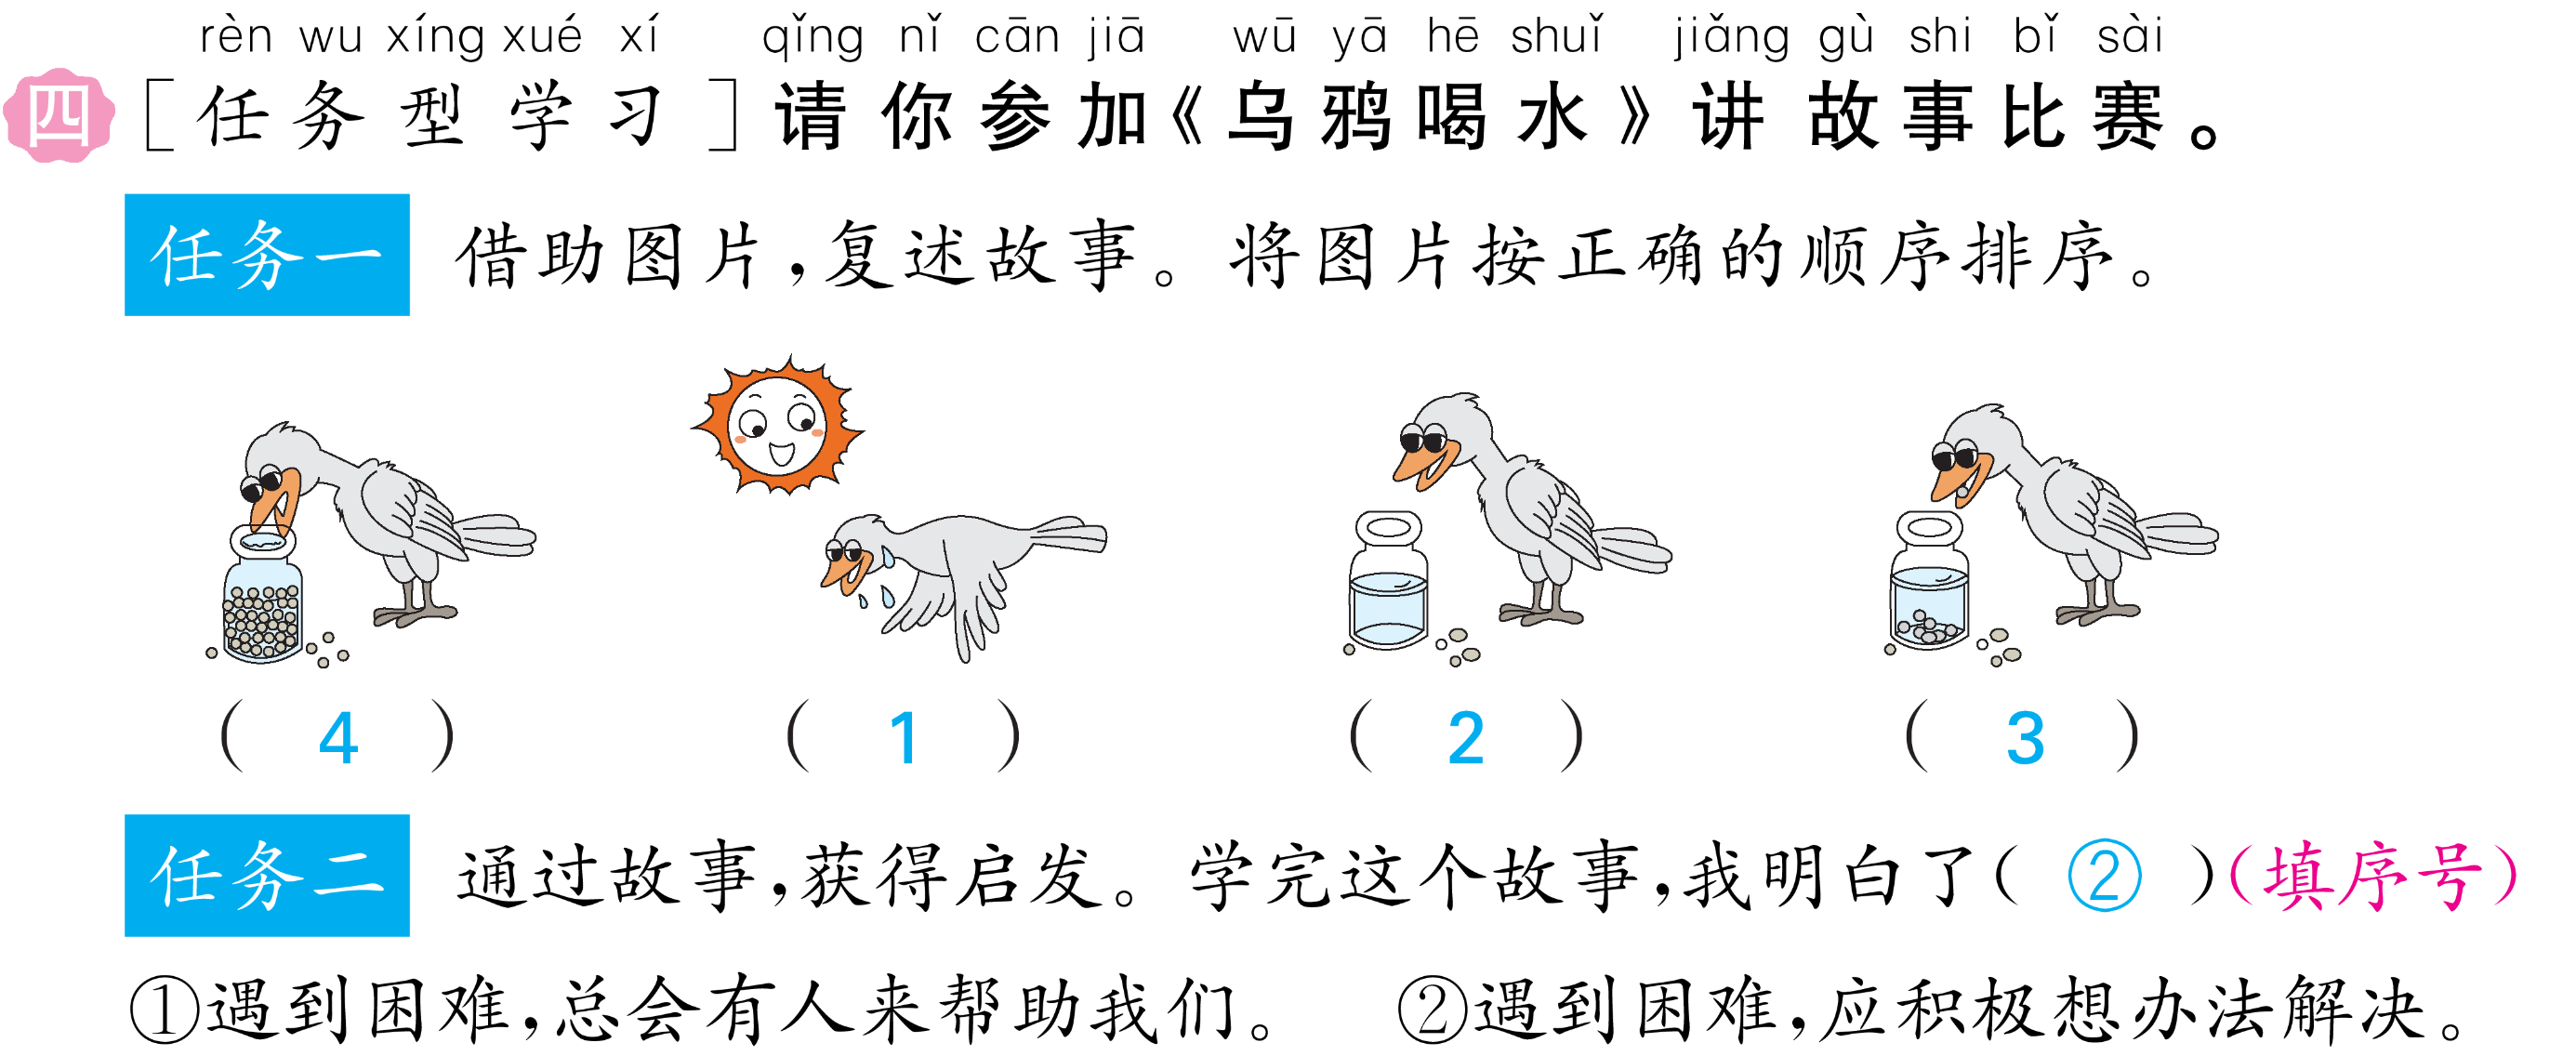 rèn wu xíng xué xí qǐng nǐ cān jiā wū yā hē shuǐ jiǎng gù shi bǐ sài
四 [任务型学习]请你参加《乌鸦喝水》讲故事比赛。
任务一 借助图片,复述故事。将图片按正确的顺序排序。
( 4 ) ( 1 ) ( 2 ) ( 3 )
任务二 通过故事,获得启发。学完这个故事,我明白了( ② )(填序号)
①遇到困难,总会有人来帮助我们。 ②遇到困难,应积极想办法解决。